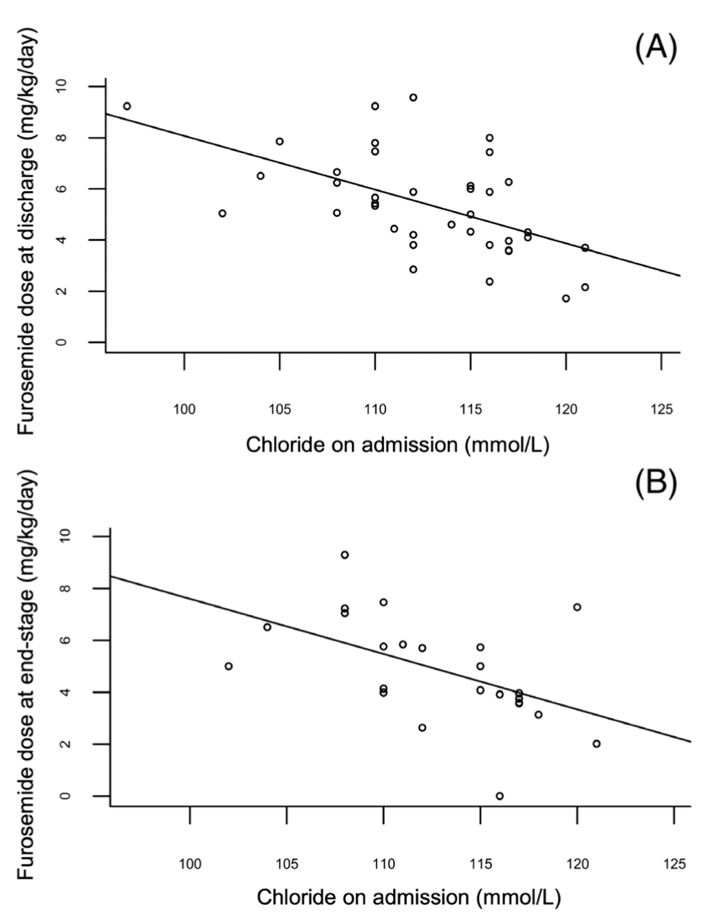 (A)
Furosemide dose at discharge (mg/kg/day)
10
8
6
4
2
0
100 105 110 115 120 125
Chloride on admission (mmol/L)
(B)
Furosemide dose at end-stage (mg/kg/day)
10
8
6
4
2
0
100 105 110 115 120 125
Chloride on admission (mmol/L)